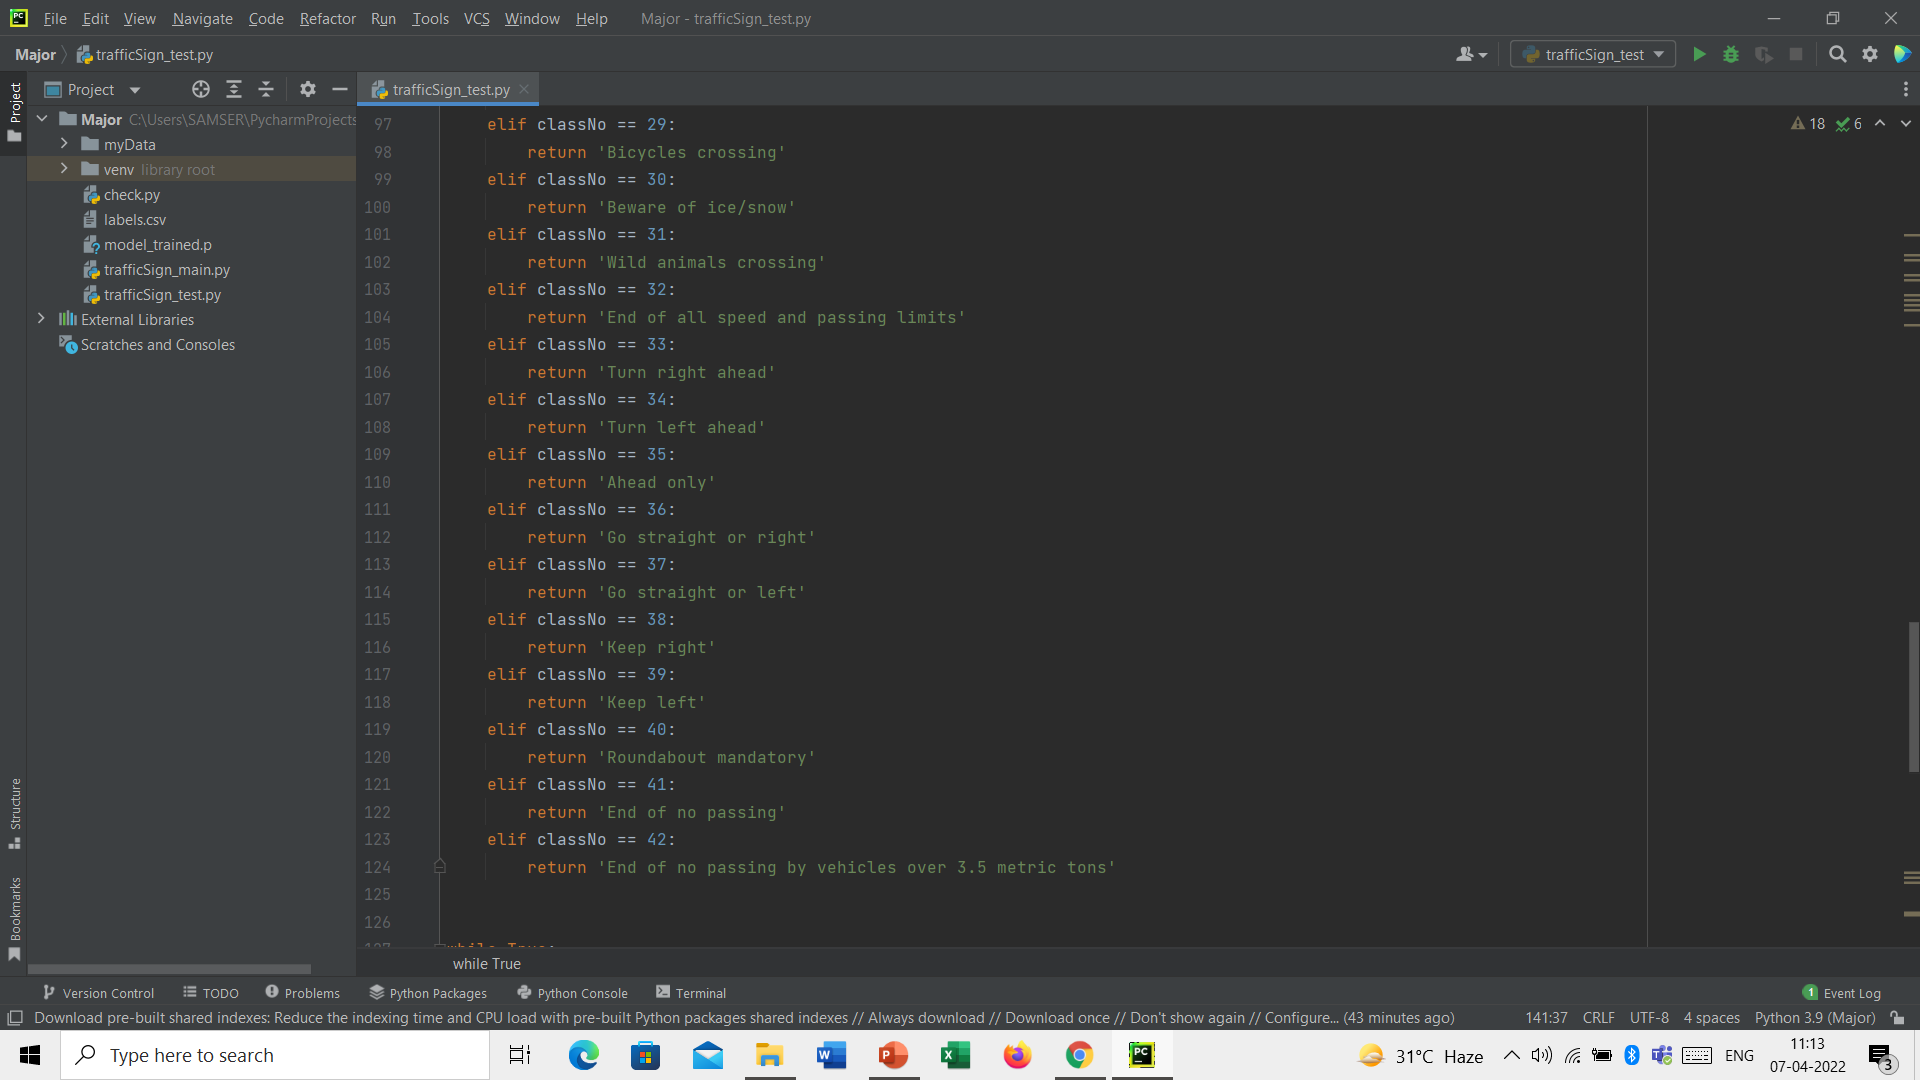 File Edit View Navigate Code Refactor Run Tools VCS Window Help Major - trafficSign_test.py
Major trafficSign_test.py trafficSign_test
Project
Project
trafficSign_test.py
Major C:\Users\SAMSER\PycharmProjects
myData
venv library root
check.py
labels.csv
model_trained.p
trafficSign_main.py
trafficSign_test.py
External Libraries
Scratches and Consoles
Structure
Bookmarks
18 6
97 elif classNo == 29:
98 return 'Bicycles crossing'
99 elif classNo == 30:
100 return 'Beware of ice/snow'
101 elif classNo == 31:
102 return 'Wild animals crossing'
103 elif classNo == 32:
104 return 'End of all speed and passing limits'
105 elif classNo == 33:
106 return 'Turn right ahead'
107 elif classNo == 34:
108 return 'Turn left ahead'
109 elif classNo == 35:
110 return 'Ahead only'
111 elif classNo == 36:
112 return 'Go straight or right'
113 elif classNo == 37:
114 return 'Go straight or left'
115 elif classNo == 38:
116 return 'Keep right'
117 elif classNo == 39:
118 return 'Keep left'
119 elif classNo == 40:
120 return 'Roundabout mandatory'
121 elif classNo == 41:
122 return 'End of no passing'
123 elif classNo == 42:
124 return 'End of no passing by vehicles over 3.5 metric tons'
125
126
127 while True:
while True
Version Control TODO Problems Python Packages Python Console Terminal 1 Event Log
Download pre-built shared indexes: Reduce the indexing time and CPU load with pre-built Python packages shared indexes // Always download // Download once // Don't show again // Configure... (43 minutes ago) 141:37 CRLF UTF-8 4 spaces Python 3.9 (Major)
Type here to search 31°C Haze ENG 11:13
07-04-2022
3